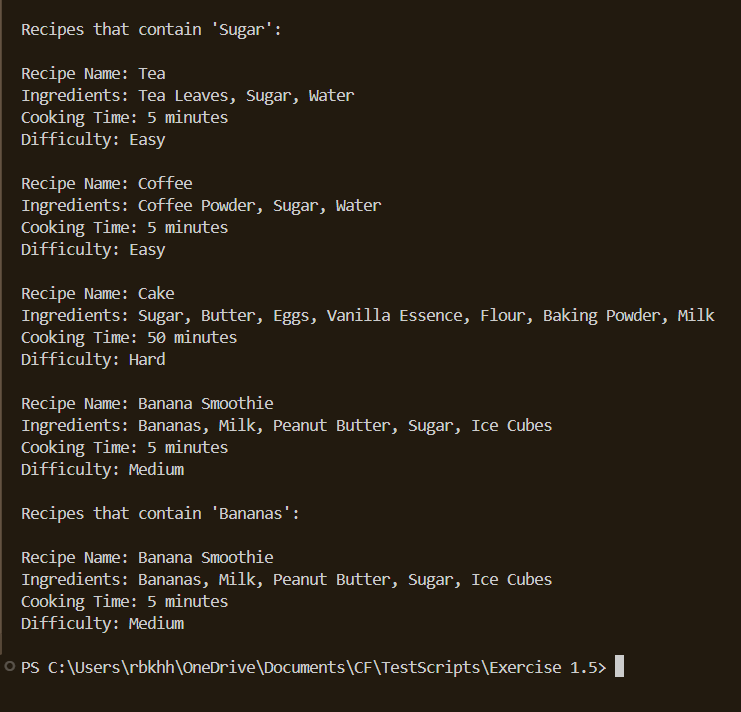 Recipes that contain 'Sugar':
Recipe Name: Tea
Ingredients: Tea Leaves, Sugar, Water
Cooking Time: 5 minutes
Difficulty: Easy
Recipe Name: Coffee
Ingredients: Coffee Powder, Sugar, Water
Cooking Time: 5 minutes
Difficulty: Easy
Recipe Name: Cake
Ingredients: Sugar, Butter, Eggs, Vanilla Essence, Flour, Baking Powder, Milk
Cooking Time: 50 minutes
Difficulty: Hard
Recipe Name: Banana Smoothie
Ingredients: Bananas, Milk, Peanut Butter, Sugar, Ice Cubes
Cooking Time: 5 minutes
Difficulty: Medium
Recipes that contain 'Bananas':
Recipe Name: Banana Smoothie
Ingredients: Bananas, Milk, Peanut Butter, Sugar, Ice Cubes
Cooking Time: 5 minutes
Difficulty: Medium
PS C:\Users\rbkhh\OneDrive\Documents\CF\TestScripts\Exercise 1.5>